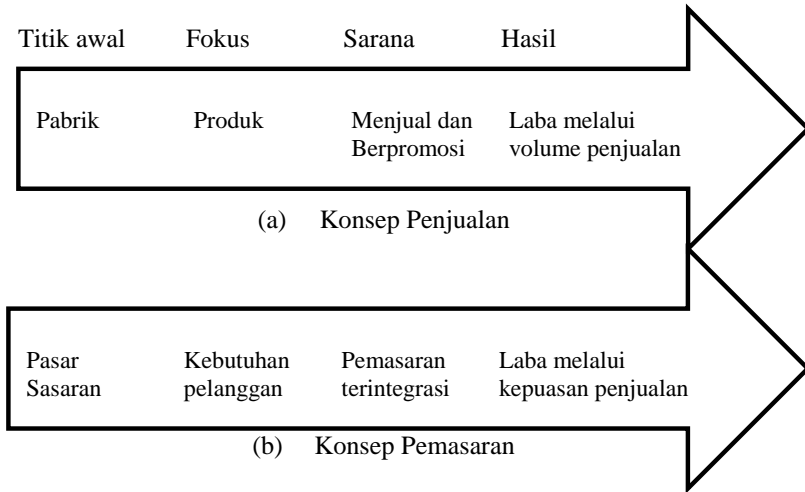 Titik awal Fokus Sarana Hasil
Pabrik Produk Menjual dan Laba melalui
Berpromosi volume penjualan
(a) Konsep Penjualan
Pasar Kebutuhan Pemasaran Laba melalui
Sasaran pelanggan terintegrasi kepuasan penjualan
(b) Konsep Pemasaran